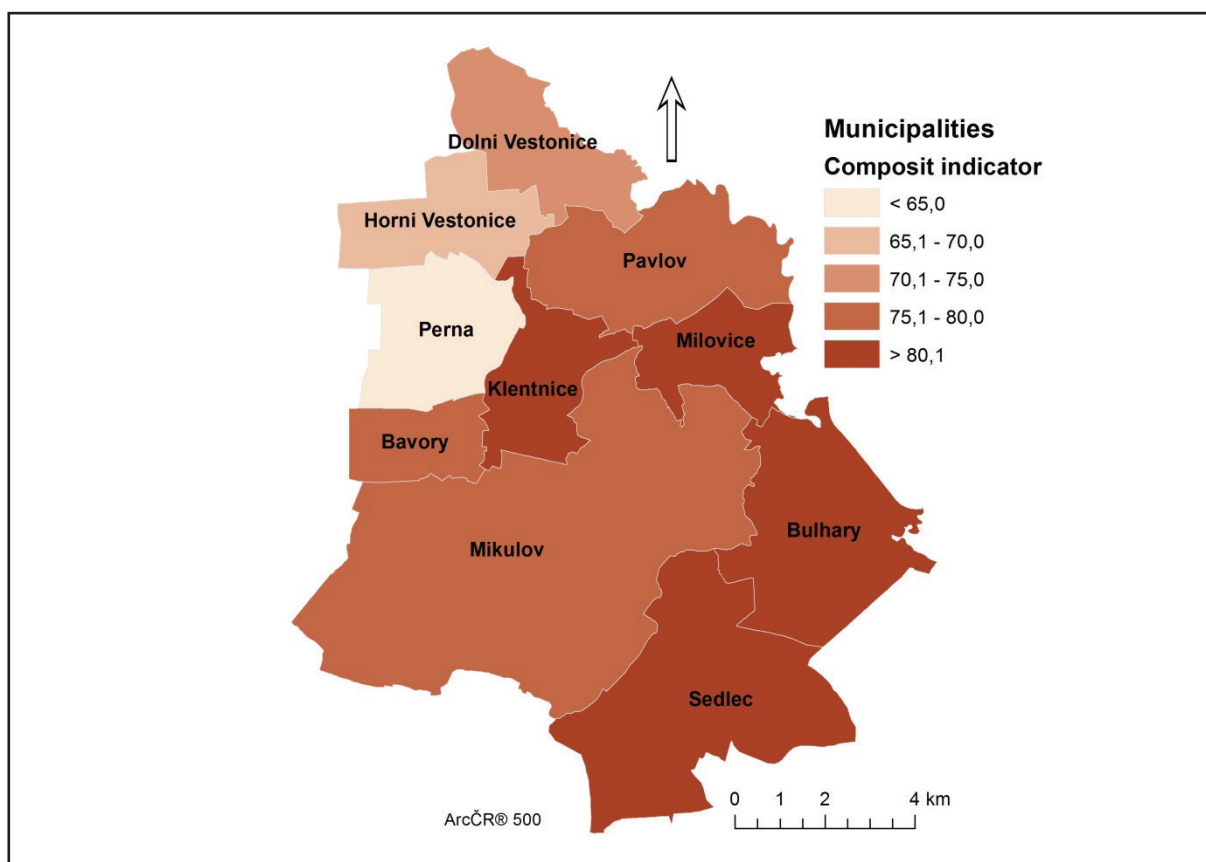 Dolni Vestonice
Horni Vestonice
Pavlov
Perna
Milovice
Klentnice
Bavory
Mikulov
Bulhary
Sedlec
Municipalities
Composit indicator
< 65,0
65,1 - 70,0
70,1 - 75,0
75,1 - 80,0
> 80,1
ArcČR® 500
0 1 2 4 km